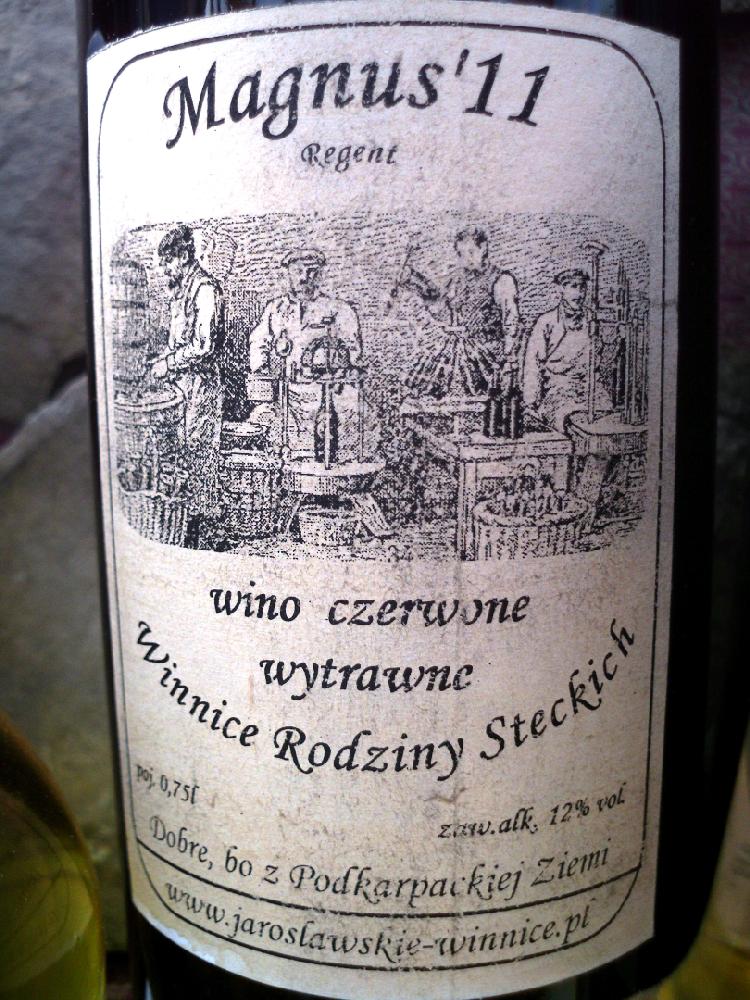 Magnus'11
Regent
wino czerwone
wytrawne
Winnice Rodziny Steckich
poj. 0,75l
zaw.alk. 12% vol.
Dobre, bo z Podkarpackiej Ziemi
www.jaroslawskie-winnice.pl